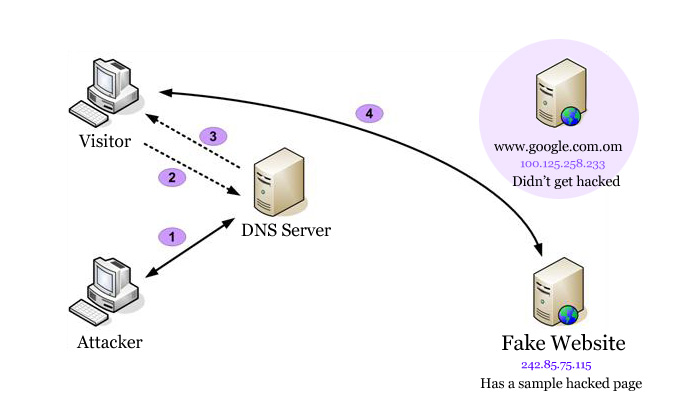 4
3
Visitor
www.google.com.om
100.125.258.233
2
Didn't get hacked
DNS Server
1
Attacker
Fake Website
242.85.75.115
Has a sample hacked page